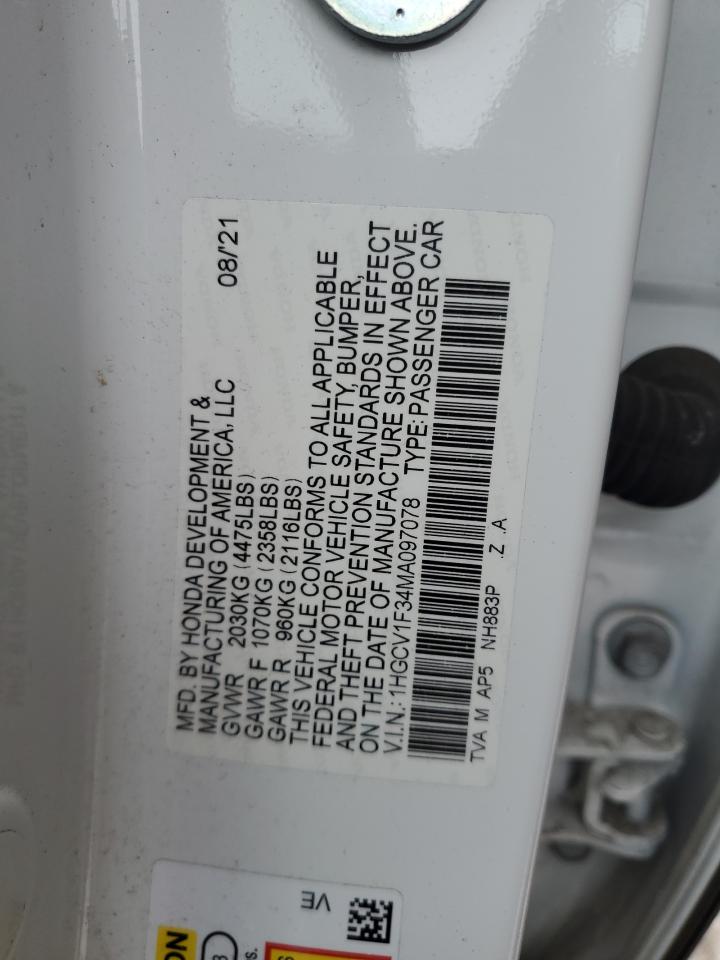 MFD. BY HONDA DEVELOPMENT &
MANUFACTURING OF AMERICA, LLC 08/'21
GVWR 2030KG (4475LBS)
GAWR F 1070KG (2358LBS)
GAWR R 960KG (2116LBS)
THIS VEHICLE CONFORMS TO ALL APPLICABLE
FEDERAL MOTOR VEHICLE SAFETY, BUMPER,
AND THEFT PREVENTION STANDARDS IN EFFECT
ON THE DATE OF MANUFACTURE SHOWN ABOVE.
V.I.N.: 1HGCV1F34MA097078 TYPE: PASSENGER CAR
TVA M AP5 NH883P .Z .A
VE